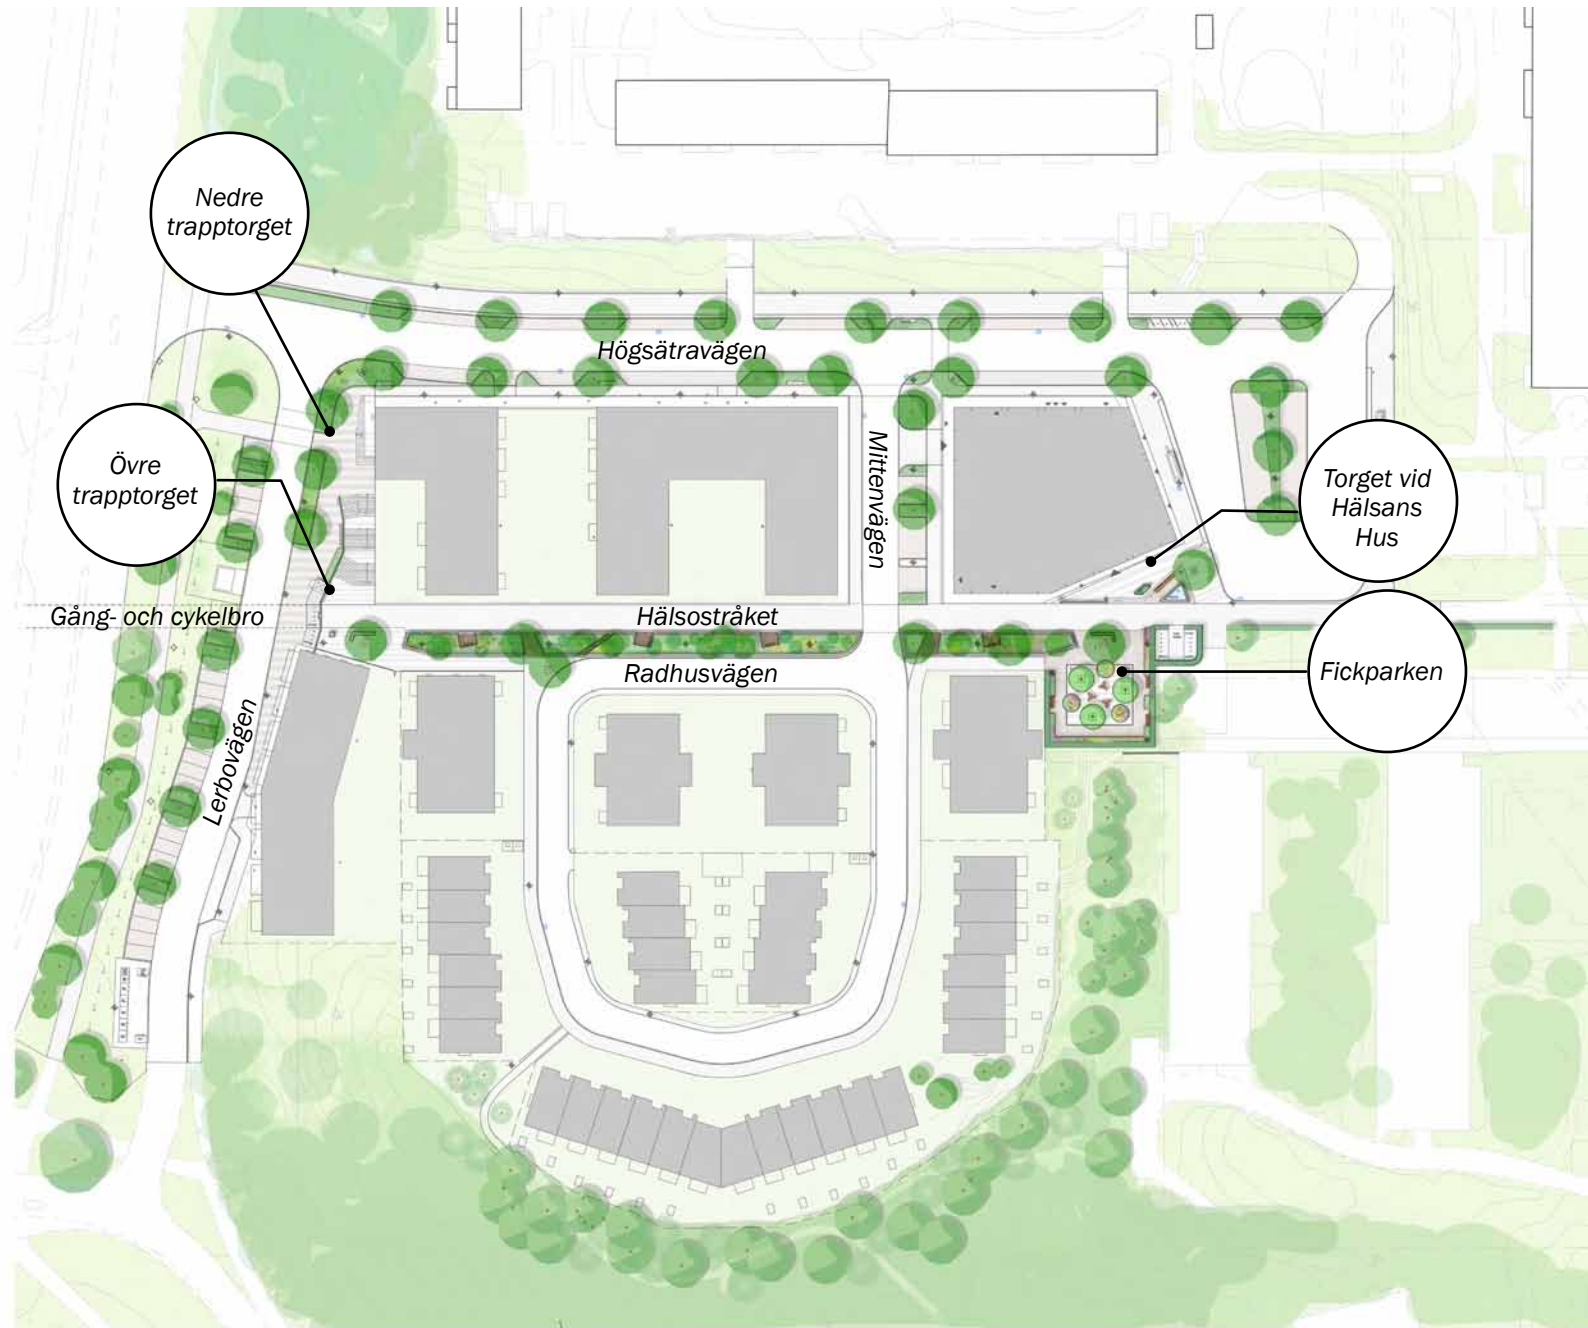 Nedre
trapptorget
Högsätravägen
Övre
trapptorget
Mittenvägen
Torget vid
Hälsans
Hus
Gång- och cykelbro
Hälsostråket
Radhusvägen
Fickparken
Lerbovägen